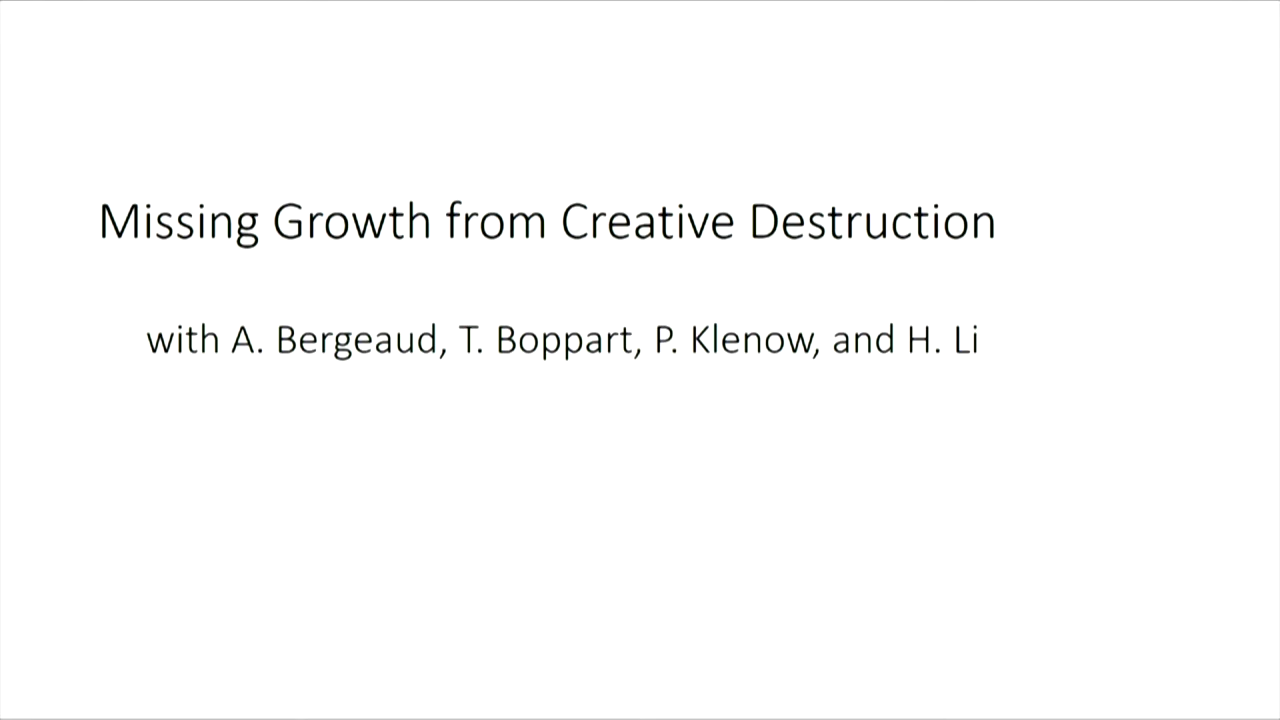 Missing Growth from Creative Destruction
with A. Bergeaud, T. Boppart, P. Klenow, and H. Li